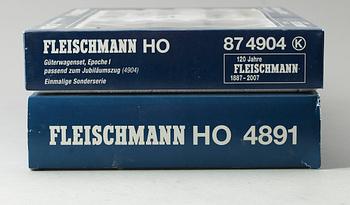 FLEISCHMANN HO
87 4904 K
Güterwagenset, Epoche I
passend zum Jubiläumszug (4904)
Einmalige Sonderserie
120 Jahre
FLEISCHMANN
1887-2007
FLEISCHMANN HO 4891